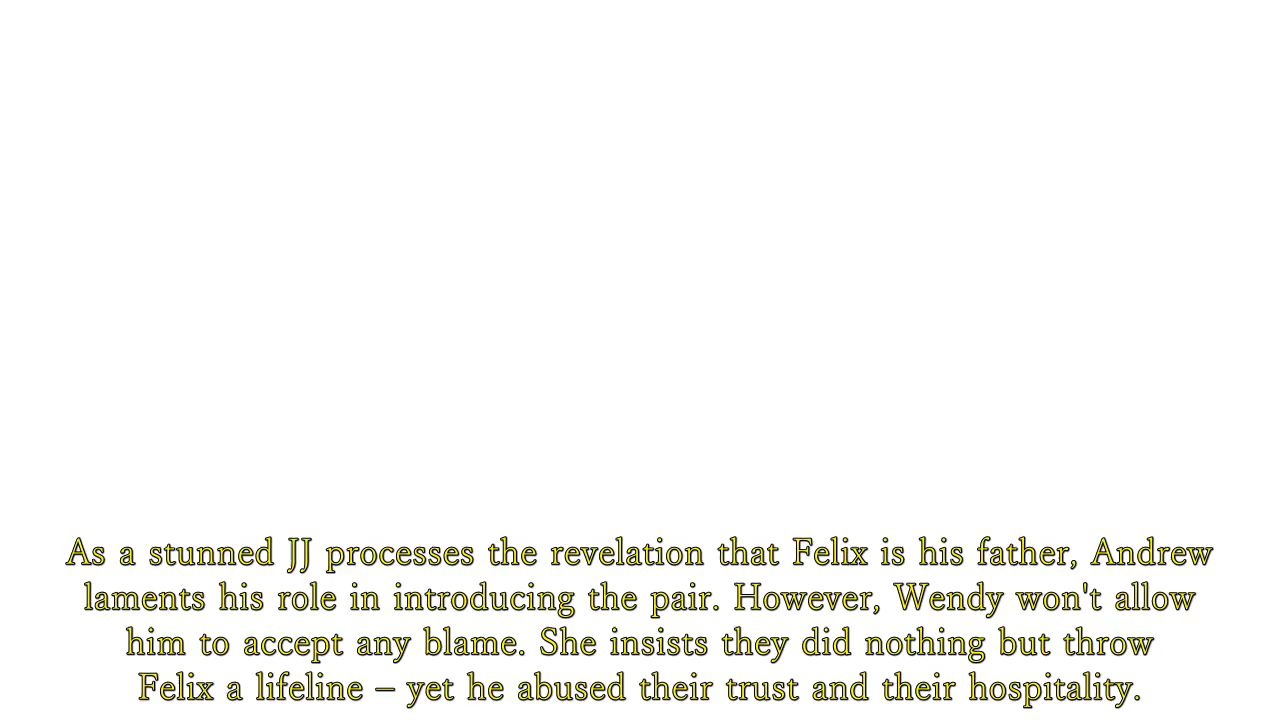 As a stunned JJ processes the revelation that Felix is his father, Andrew
laments his role in introducing the pair. However, Wendy won't allow
him to accept any blame. She insists they did nothing but throw
Felix a lifeline – yet he abused their trust and their hospitality.